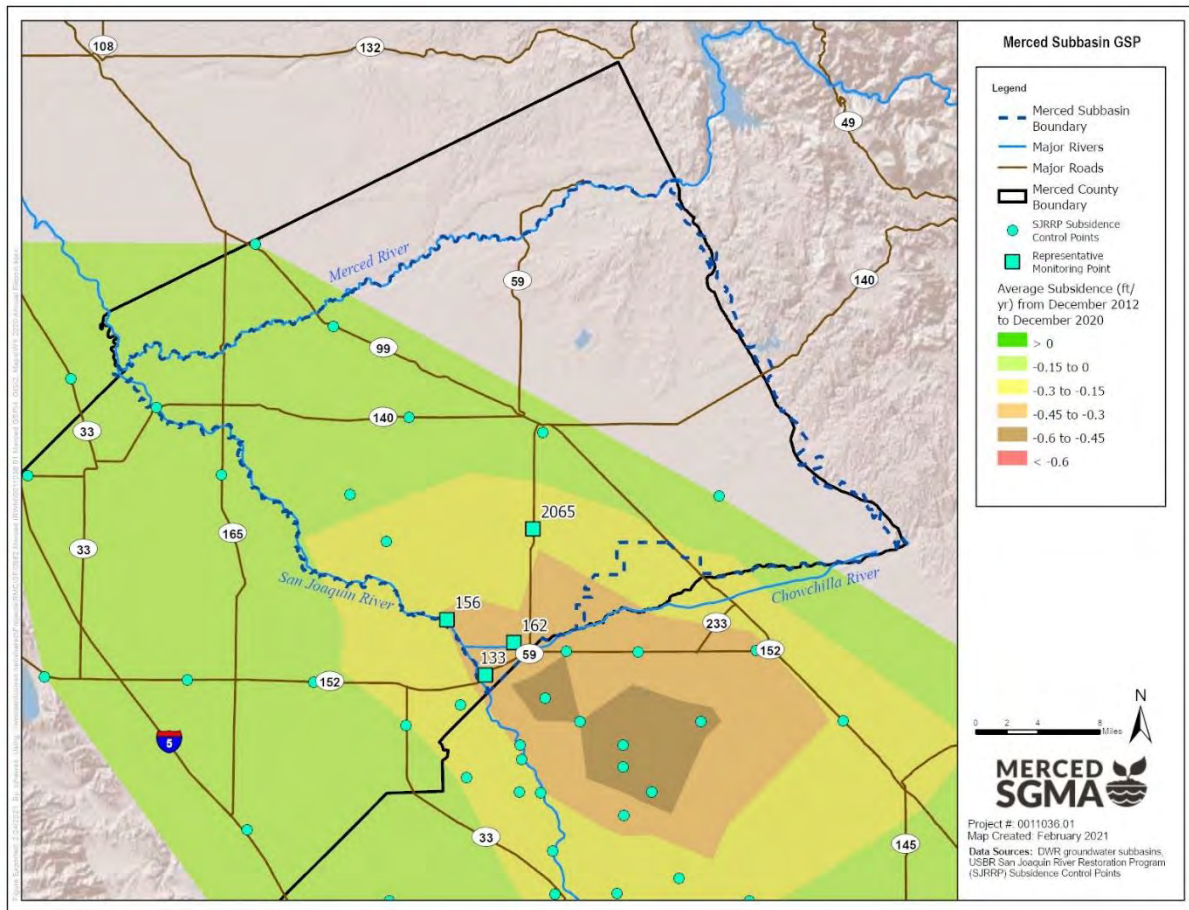 Merced Subbasin GSP
Legend
Merced Subbasin
Boundary
Major Rivers
Major Roads
Merced County
Boundary
SJRRP Subsidence
Control Points
Representative
Monitoring Point
Average Subsidence (ft/
yr) from December 2012
to December 2020
> 0
-0.15 to 0
-0.3 to -0.15
-0.45 to -0.3
-0.6 to -0.45
< -0.6
108
132
49
Merced River
59
140
99
140
33
2065
165
33
San Joaquin River
Chowchilla River
156
162
233
133
59
152
152
5
33
145
N
0 2 4 8
Miles
MERCED
SGMA
Project #: 0011036.01
Map Created: February 2021
Data Sources: DWR groundwater subbasins,
USBR San Joaquin River Restoration Program
(SJRRP) Subsidence Control Points